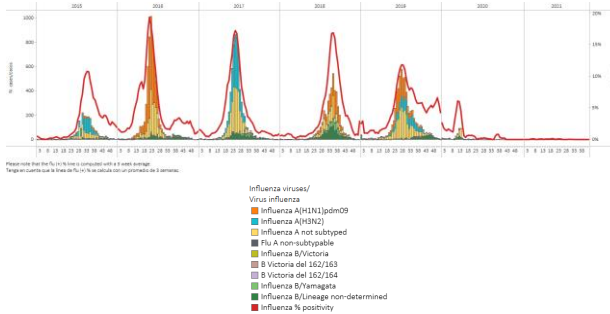 2015 2016 2017 2018 2019 2020 2021
1000
800
600
400
200
0
20%
15%
10%
5%
0%
Please note that the flu (+) % line is computed with a 3 week average.
Tenga en cuenta que la línea de flu (+) % se calcula con un promedio de 3 semanas.
Influenza viruses/
Virus influenza
Influenza A(H1N1)pdm09
Influenza A(H3N2)
Influenza A not subtyped
Flu A non-subtypable
Influenza B/Victoria
B Victoria del 162/163
B Victoria del 162/164
Influenza B/Yamagata
Influenza B/Lineage non-determined
Influenza % positivity